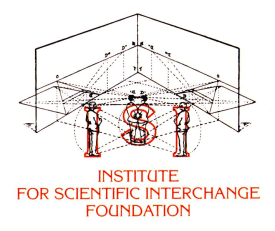 INSTITUTE
FOR SCIENTIFIC INTERCHANGE
FOUNDATION